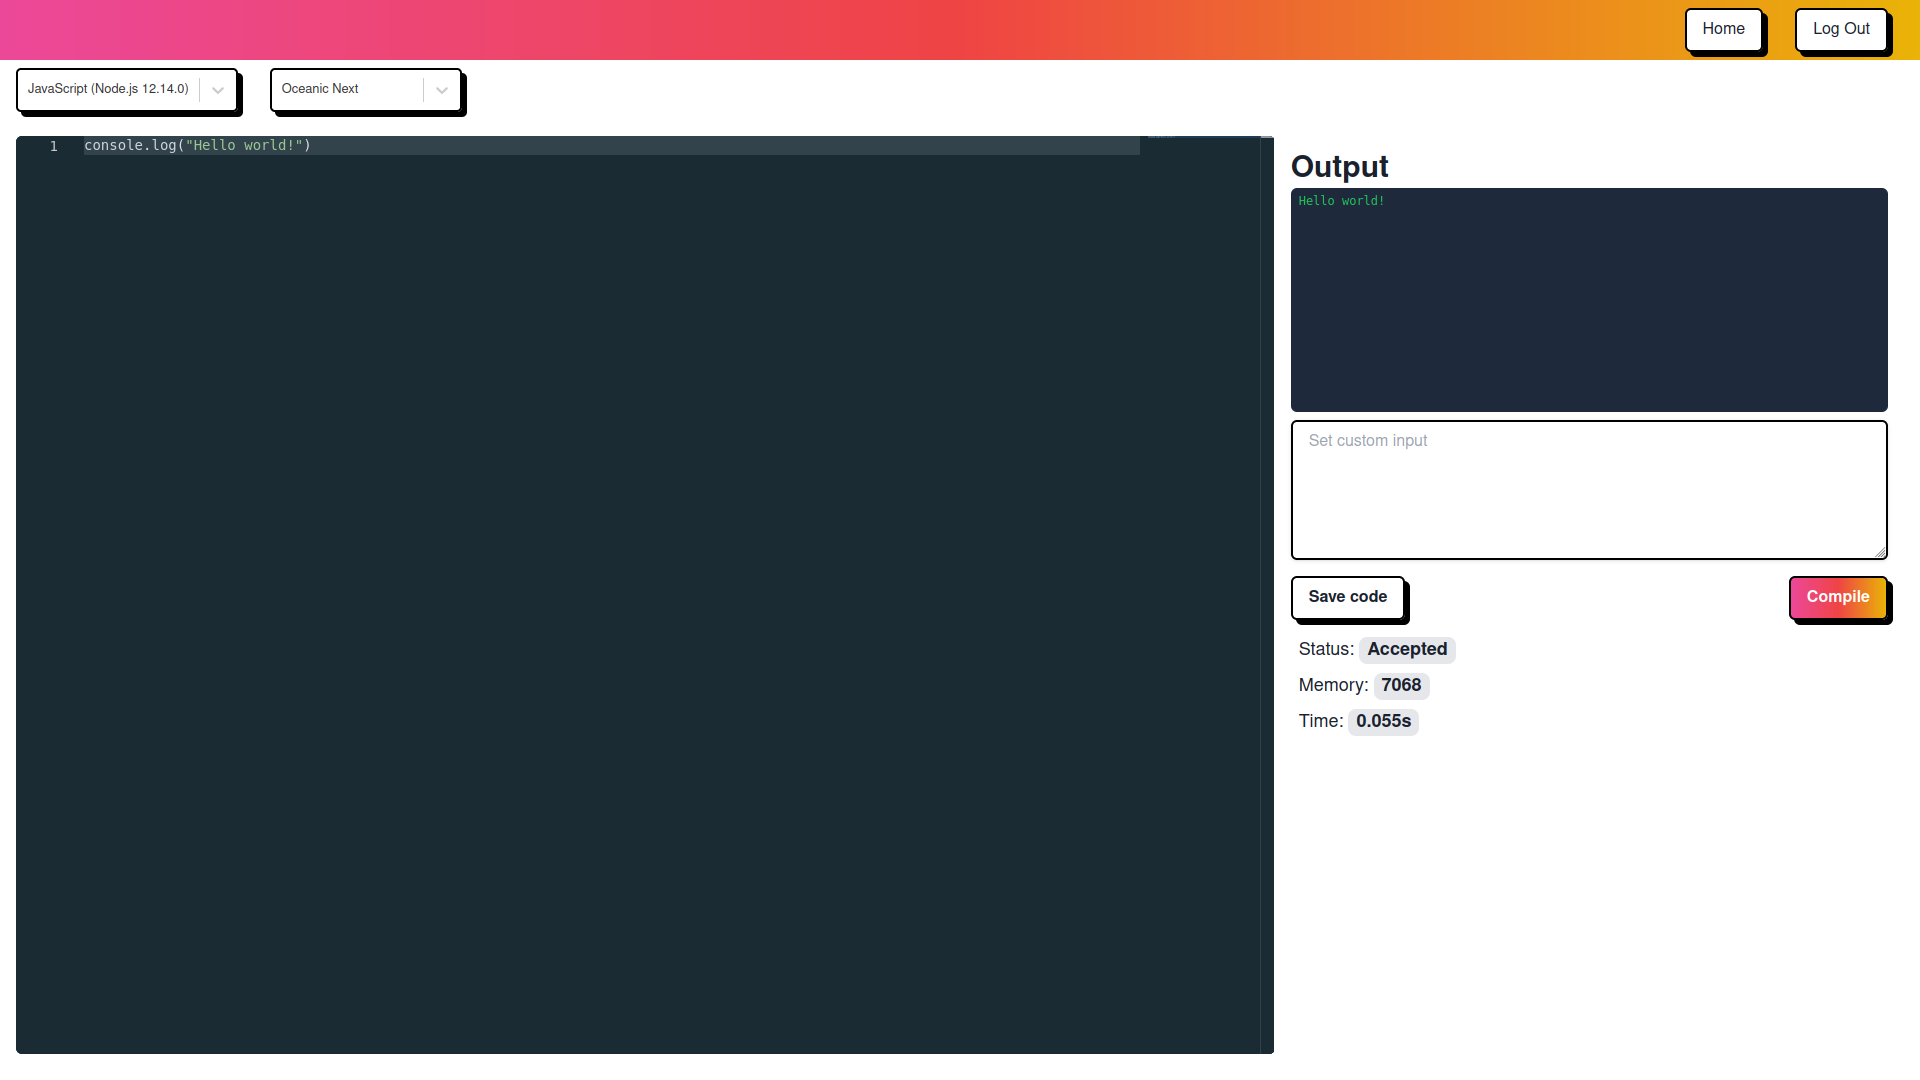 Home
Log Out
JavaScript (Node.js 12.14.0)
Oceanic Next
1 console.log("Hello world!")
Output
Hello world!
Set custom input
Save code
Compile
Status: Accepted
Memory: 7068
Time: 0.055s